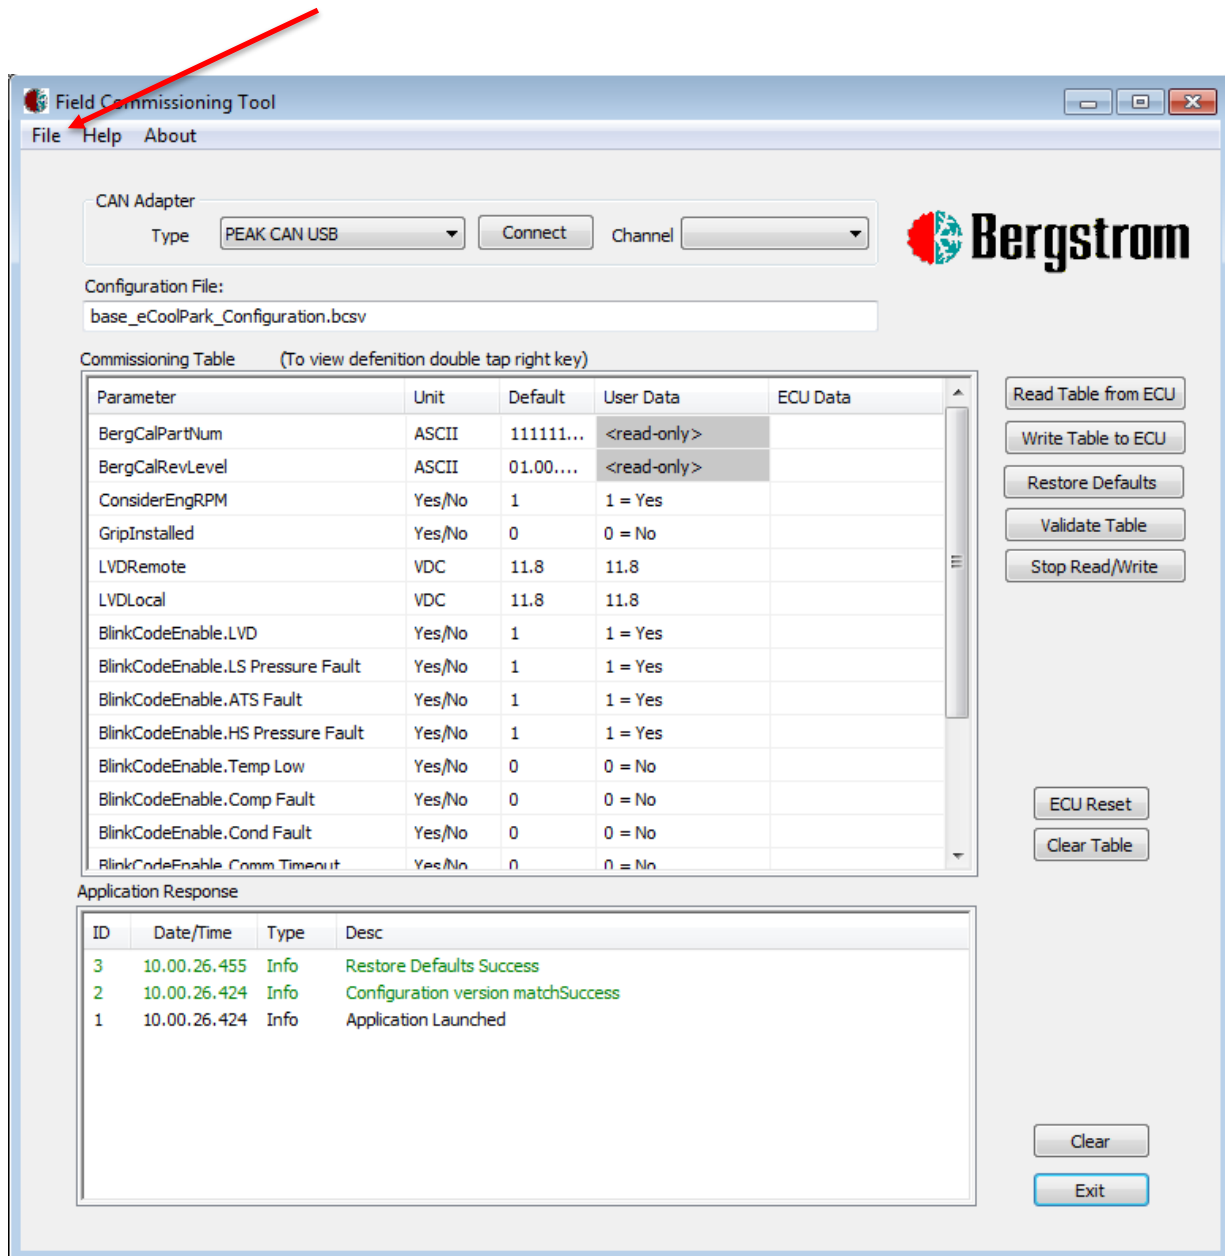 Field Commissioning Tool
File Help About
CAN Adapter
Type PEAK CAN USB Connect Channel
Bergstrom
Configuration File:
base_eCoolPark_Configuration.bcsv
Commissioning Table (To view defenition double tap right key)
Parameter Unit Default User Data ECU Data
BergCalPartNum ASCII 111111... <read-only>
BergCalRevLevel ASCII 01.00.... <read-only>
ConsiderEngRPM Yes/No 1 1 = Yes
GripInstalled Yes/No 0 0 = No
LVDRemote VDC 11.8 11.8
LVDLocal VDC 11.8 11.8
BlinkCodeEnable.LVD Yes/No 1 1 = Yes
BlinkCodeEnable.LS Pressure Fault Yes/No 1 1 = Yes
BlinkCodeEnable.ATS Fault Yes/No 1 1 = Yes
BlinkCodeEnable.HS Pressure Fault Yes/No 1 1 = Yes
BlinkCodeEnable.Temp Low Yes/No 0 0 = No
BlinkCodeEnable.Comp Fault Yes/No 0 0 = No
BlinkCodeEnable.Cond Fault Yes/No 0 0 = No
BlinkCodeEnable.Comm Timeout Yes/No 0 0 = No
Read Table from ECU
Write Table to ECU
Restore Defaults
Validate Table
Stop Read/Write
ECU Reset
Clear Table
Application Response
ID Date/Time Type Desc
3 10.00.26.455 Info Restore Defaults Success
2 10.00.26.424 Info Configuration version matchSuccess
1 10.00.26.424 Info Application Launched
Clear
Exit